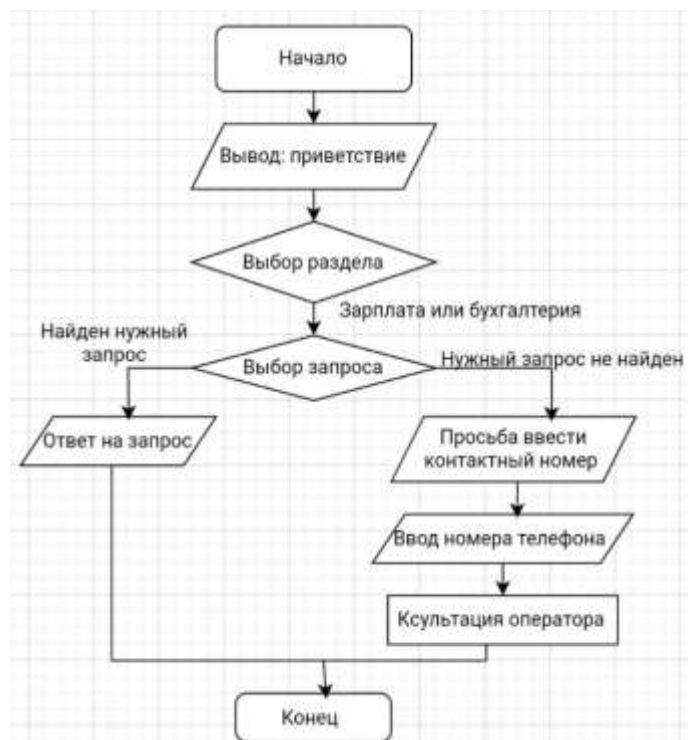 Начало
Вывод: приветствие
Выбор раздела
Зарплата или бухгалтерия
Найден нужный
запрос
Выбор запроса
Нужный запрос не найден
Ответ на запрос
Просьба ввести
контактный номер
Ввод номера телефона
Ксультация оператора
Конец